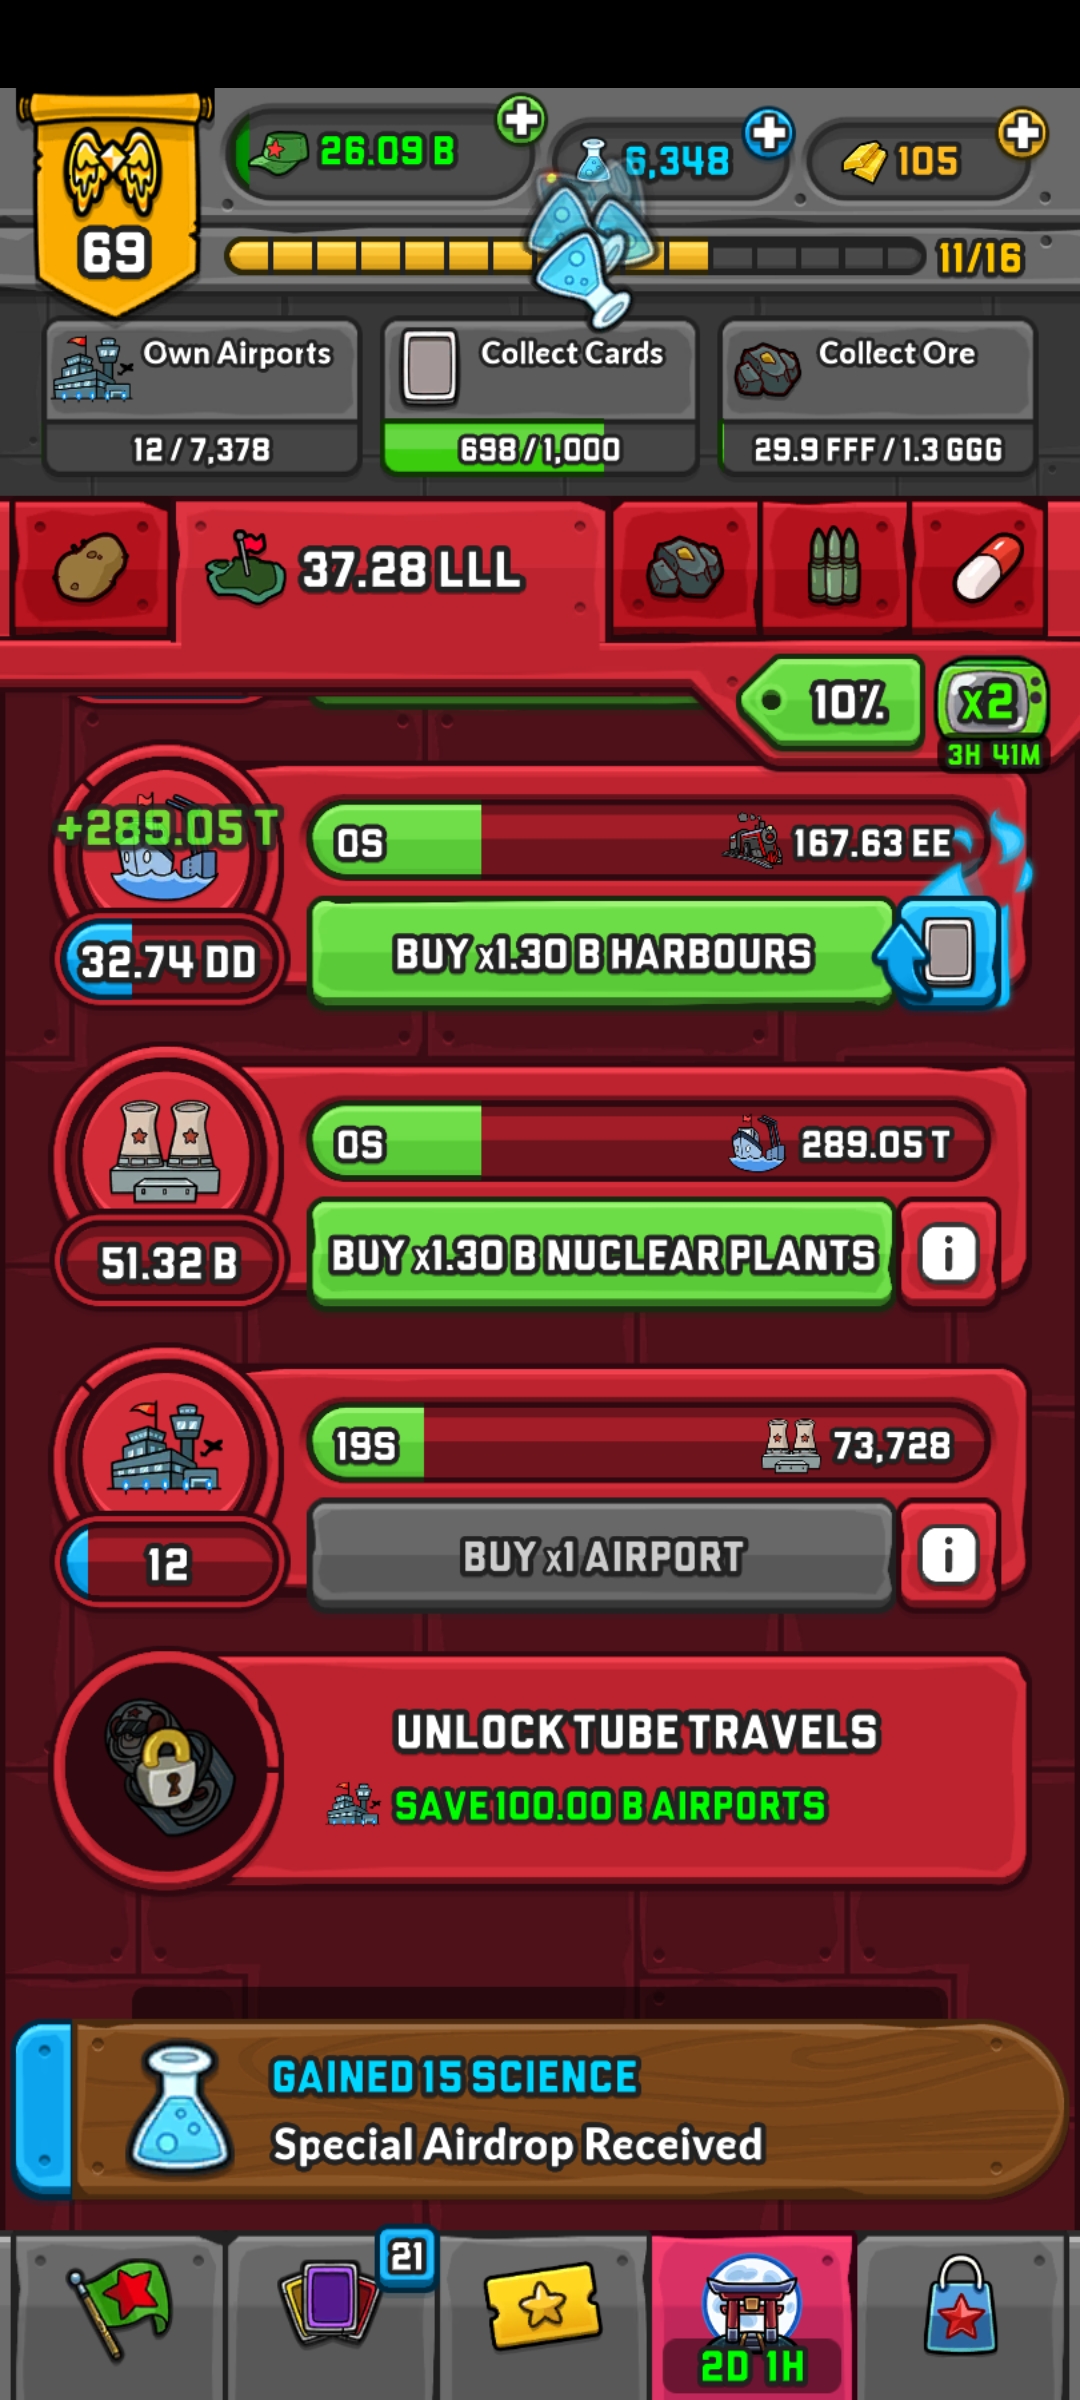 69
26.09 B
6,348
105
11/16
Own Airports
12 / 7,378
Collect Cards
698 / 1,000
Collect Ore
29.9 FFF / 1.3 GGG
37.28 LLL
10%
x2
3H 41M
+289.05 T
0S
167.63 EE
32.74 DD
BUY x1.30 B HARBOURS
0S
289.05 T
51.32 B
BUY x1.30 B NUCLEAR PLANTS
i
19S
73,728
12
BUY x1 AIRPORT
i
UNLOCK TUBE TRAVELS
SAVE 100.00 B AIRPORTS
GAINED 15 SCIENCE
Special Airdrop Received
21
2D 1H